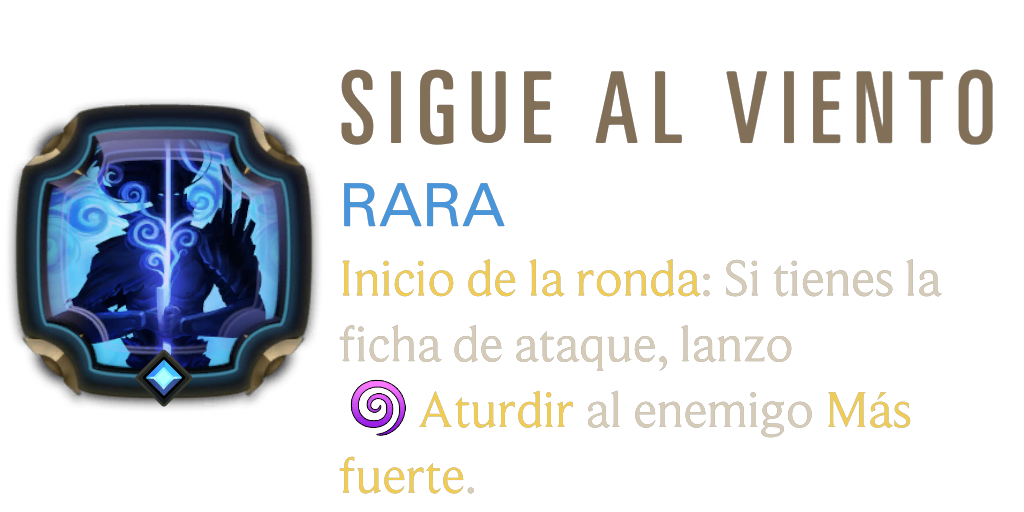 SIGUE AL VIENTO
RARA
Inicio de la ronda: Si tienes la
ficha de ataque, lanzo
Aturdir al enemigo Más
fuerte.